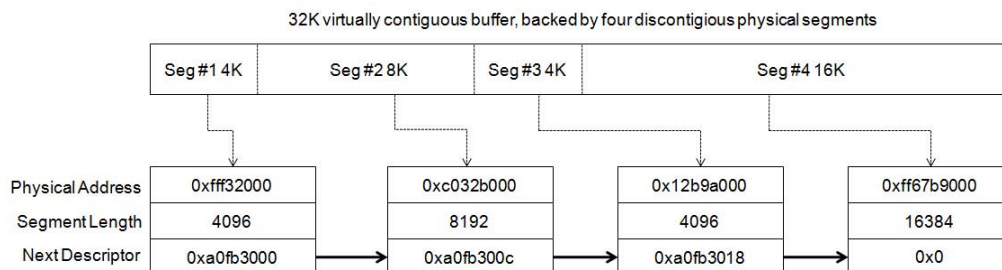 32K virtually contiguous buffer, backed by four discontigious physical segments
Seg #1 4K Seg #2 8K Seg #3 4K Seg #4 16K
Physical Address 0xfff32000 0xc032b000 0x12b9a000 0xff67b9000
Segment Length 4096 8192 4096 16384
Next Descriptor 0xa0fb3000 0xa0fb300c 0xa0fb3018 0x0